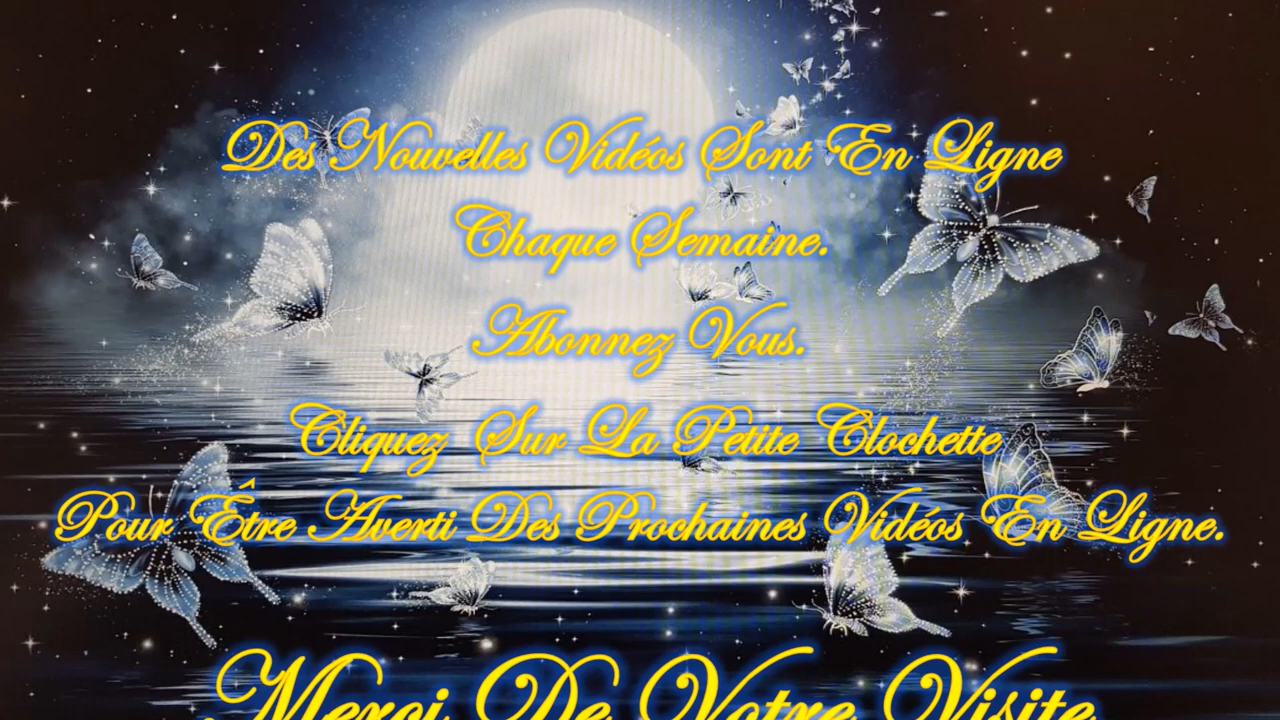 Des Nouvelles Vidéos Sont En Ligne
Chaque Semaine.
Abonnez Vous.
Cliquez Sur La Petite Clochette
Pour Être Averti Des Prochaines Vidéos En Ligne.
Merci De Votre Visite